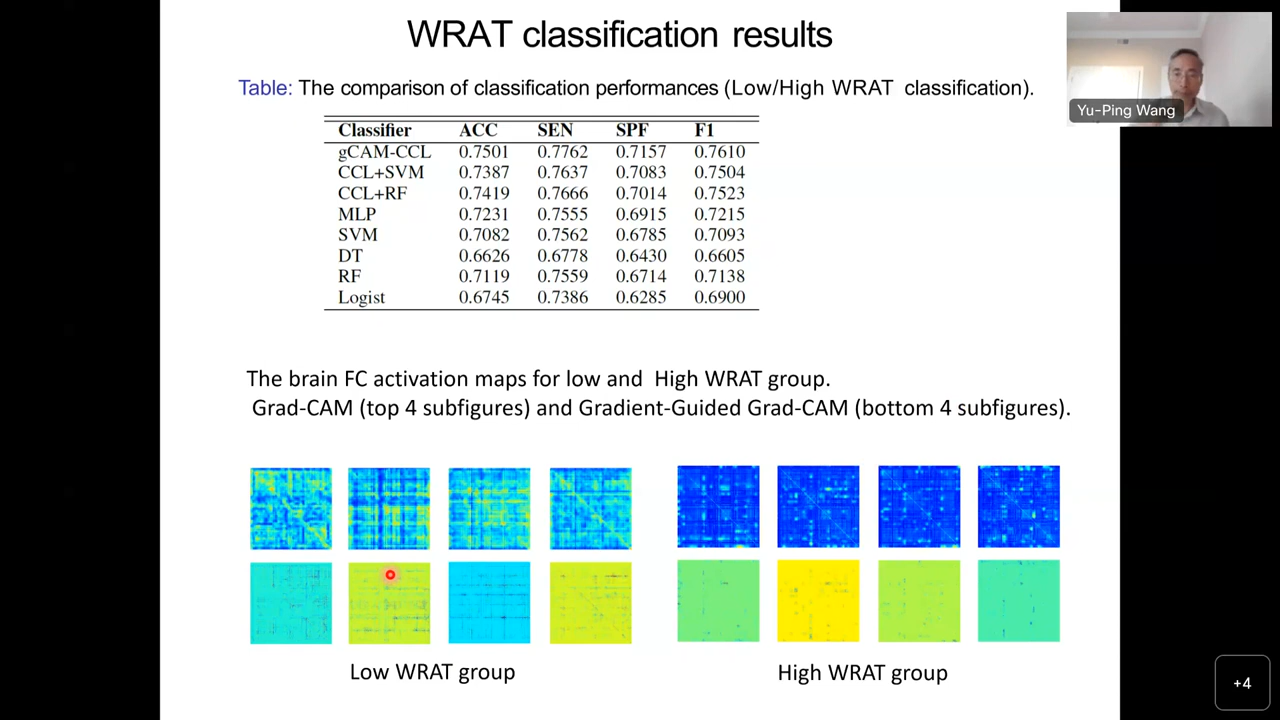 WRAT classification results
Yu-Ping Wang
Table: The comparison of classification performances (Low/High WRAT classification).
Classifier ACC SEN SPF F1
gCAM-CCL 0.7501 0.7762 0.7157 0.7610
CCL+SVM 0.7387 0.7637 0.7083 0.7504
CCL+RF 0.7419 0.7666 0.7014 0.7523
MLP 0.7231 0.7555 0.6915 0.7215
SVM 0.7082 0.7562 0.6785 0.7093
DT 0.6626 0.6778 0.6430 0.6605
RF 0.7119 0.7559 0.6714 0.7138
Logist 0.6745 0.7386 0.6285 0.6900
The brain FC activation maps for low and High WRAT group.
Grad-CAM (top 4 subfigures) and Gradient-Guided Grad-CAM (bottom 4 subfigures).
Low WRAT group
High WRAT group
+4